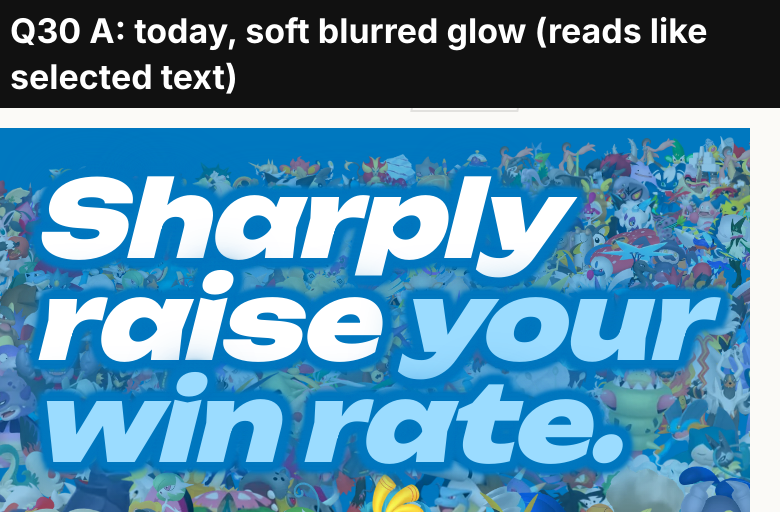 Q30 A: today, soft blurred glow (reads like
selected text)
Sharply
raise your
win rate.